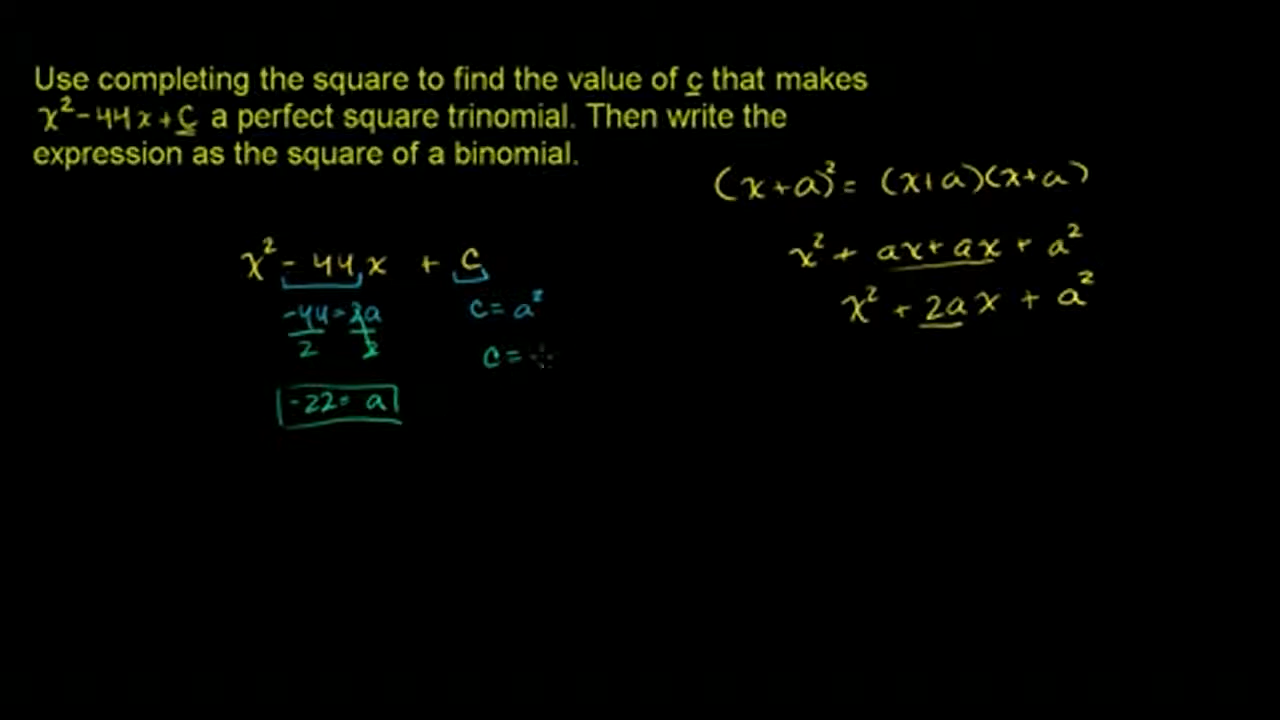 Use completing the square to find the value of c that makes
x² - 44x + c a perfect square trinomial. Then write the
expression as the square of a binomial.
(x+a)² = (x+a)(x+a)
x² + ax + ax + a²
x² + 2ax + a²
x² - 44x + c
-44 = 2a
2 2
-22 = a
c = a²
c =